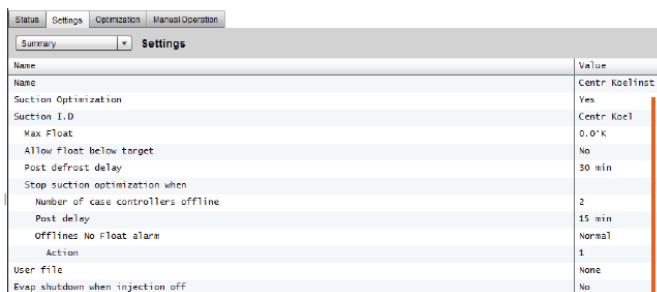 Status Settings Optimization Manual Operation
Summary Settings
Name Value
Name Centr Koelinst
Suction Optimization Yes
Suction I.D Centr Koel
Max Float 0.0°K
Allow float below target No
Post defrost delay 30 min
Stop suction optimization when
Number of case controllers offline 2
Post delay 15 min
Offlines No Float alarm Normal
Action 1
User file None
Evap shutdown when injection off No